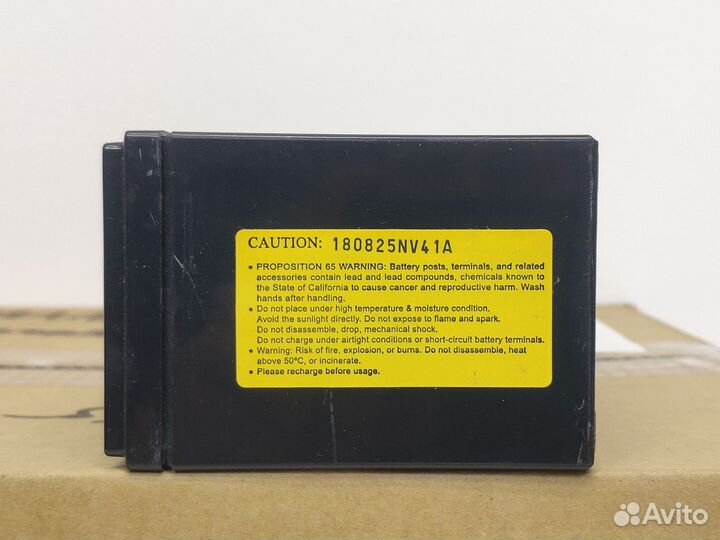 CAUTION: 180825NV41A
● PROPOSITION 65 WARNING: Battery posts, terminals, and related
accessories contain lead and lead compounds, chemicals known to
the State of California to cause cancer and reproductive harm. Wash
hands after handling.
● Do not place under high temperature & moisture condition.
Avoid the sunlight directly. Do not expose to flame and spark.
Do not disassemble, drop, mechanical shock.
Do not charge under airtight conditions or short-circuit battery terminals.
● Warning: Risk of fire, explosion, or burns. Do not disassemble, heat
above 50°C, or incinerate.
● Please recharge before usage.
Avito